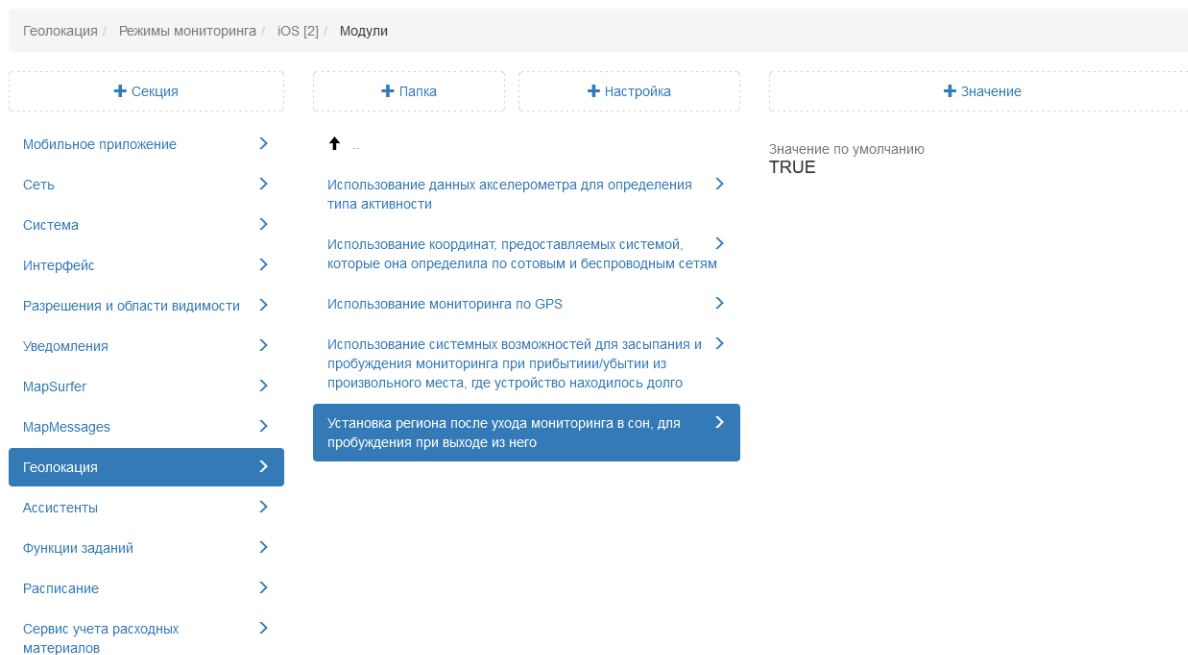 Геолокация / Режимы мониторинга / iOS [2] / Модули
+ Секция
+ Папка
+ Настройка
+ Значение
Мобильное приложение
Сеть
Система
Интерфейс
Разрешения и области видимости
Уведомления
MapSurfer
MapMessages
Геолокация
Ассистенты
Функции заданий
Расписание
Сервис учета расходных
материалов
..
Использование данных акселерометра для определения
типа активности
Использование координат, предоставляемых системой,
которые она определила по сотовым и беспроводным сетям
Использование мониторинга по GPS
Использование системных возможностей для засыпания и
пробуждения мониторинга при прибытиии/убытии из
произвольного места, где устройство находилось долго
Установка региона после ухода мониторинга в сон, для
пробуждения при выходе из него
Значение по умолчанию
TRUE